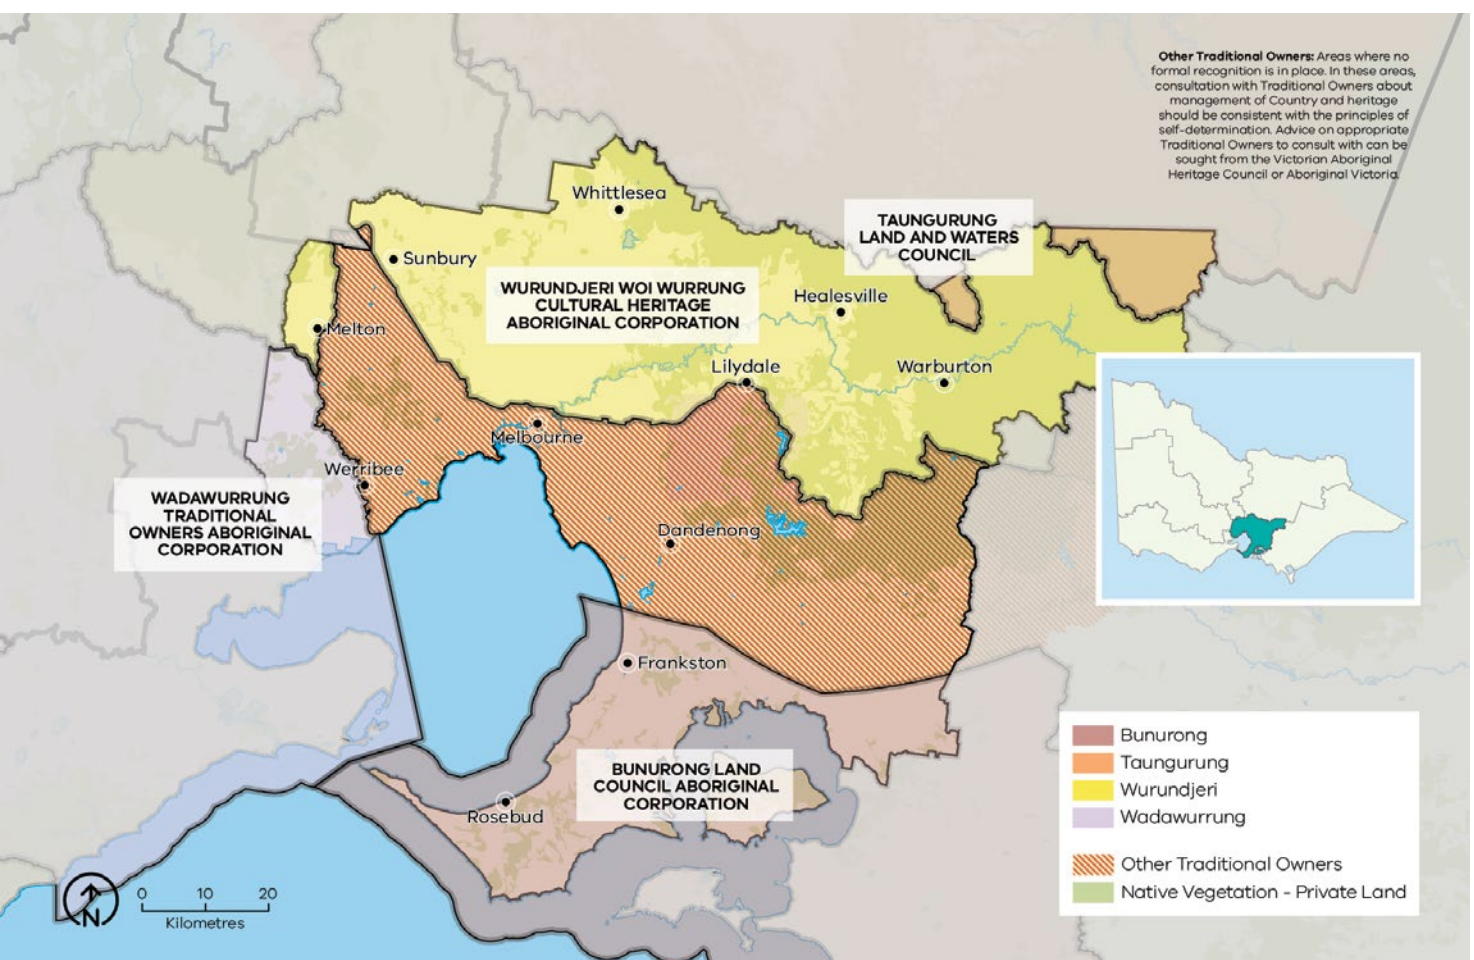 Other Traditional Owners: Areas where no
formal recognition is in place. In these areas,
consultation with Traditional Owners about
management of Country and heritage
should be consistent with the principles of
self-determination. Advice on appropriate
Traditional Owners to consult with can be
sought from the Victorian Aboriginal
Heritage Council or Aboriginal Victoria.
Whittlesea
TAUNGURUNG
LAND AND WATERS
COUNCIL
Sunbury
WURUNDJERI WOI WURRUNG
CULTURAL HERITAGE
ABORIGINAL CORPORATION
Healesville
Melton
Lilydale
Warburton
Melbourne
Werribee
WADAWURRUNG
TRADITIONAL
OWNERS ABORIGINAL
CORPORATION
Dandenong
Frankston
BUNURONG LAND
COUNCIL ABORIGINAL
CORPORATION
Rosebud
Bunurong
Taungurung
Wurundjeri
Wadawurrung
Other Traditional Owners
Native Vegetation - Private Land
N
0 10 20
Kilometres